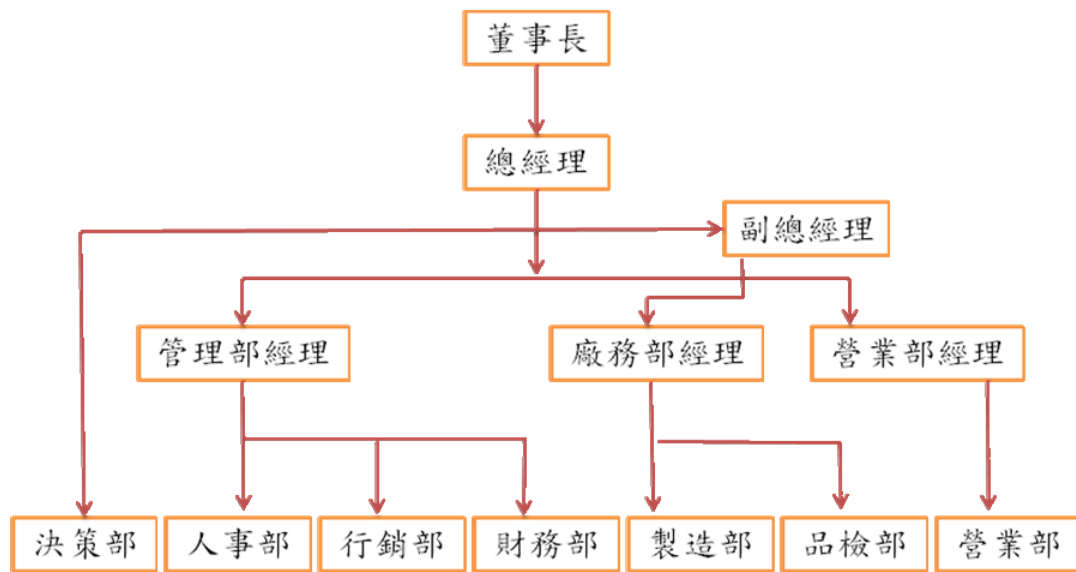 董事長
總經理
副總經理
管理部經理
廠務部經理
營業部經理
決策部
人事部
行銷部
財務部
製造部
品檢部
營業部